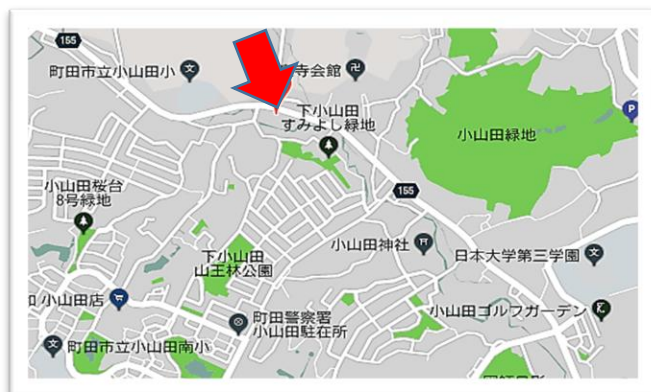 155
町田市立小山田小
寺会館
下小山田
すみよし緑地
小山田緑地
P
155
小山田桜台
8号緑地
小山田神社
日本大学第三学園
下小山田
山王林公園
小山田店
小山田ゴルフガーデン
町田警察署
小山田駐在所
町田市立小山田南小